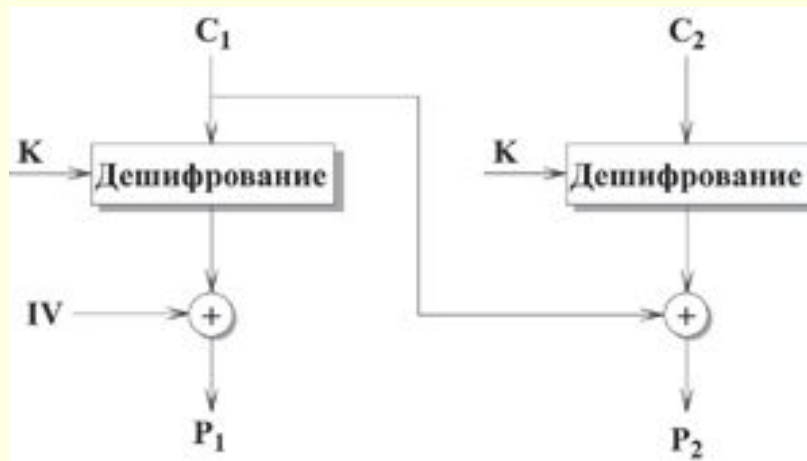 C₁ C₂
K K
Дешифрование Дешифрование
IV + +
P₁ P₂